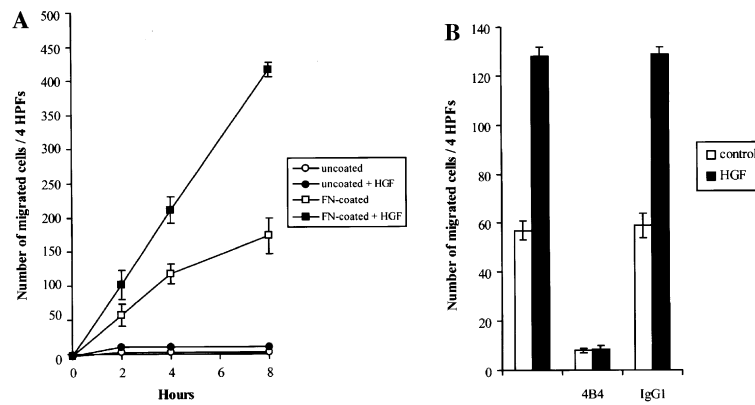 A
Number of migrated cells / 4 HPFs
500
450
400
350
300
250
200
150
100
50
0
0 2 4 6 8
Hours
uncoated
uncoated + HGF
FN-coated
FN-coated + HGF
B
Number of migrated cells / 4 HPFs
140
120
100
80
60
40
20
0
4B4 IgG1
control
HGF